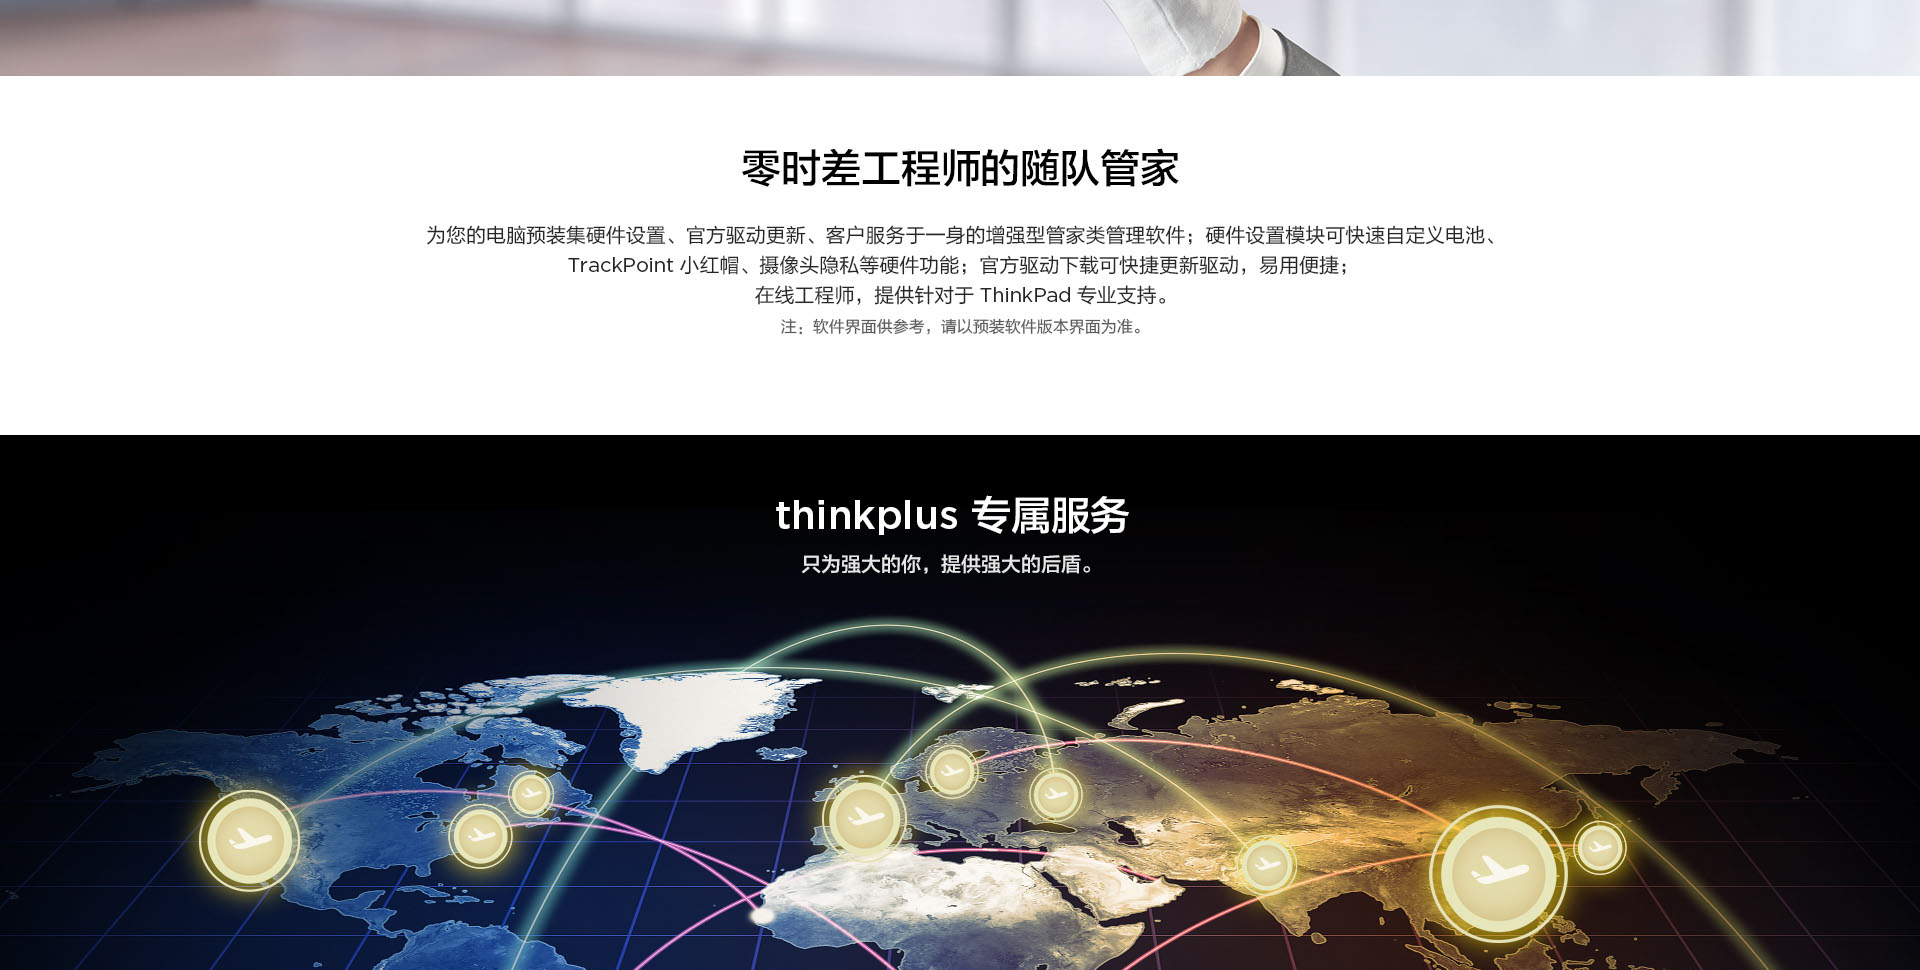 零时差工程师的随队管家
为您的电脑预装集硬件设置、官方驱动更新、客户服务于一身的增强型管家类管理软件；硬件设置模块可快速自定义电池、
TrackPoint 小红帽、摄像头隐私等硬件功能；官方驱动下载可快捷更新驱动，易用便捷；
在线工程师，提供针对于 ThinkPad 专业支持。
注：软件界面供参考，请以预装软件版本界面为准。
thinkplus 专属服务
只为强大的你，提供强大的后盾。